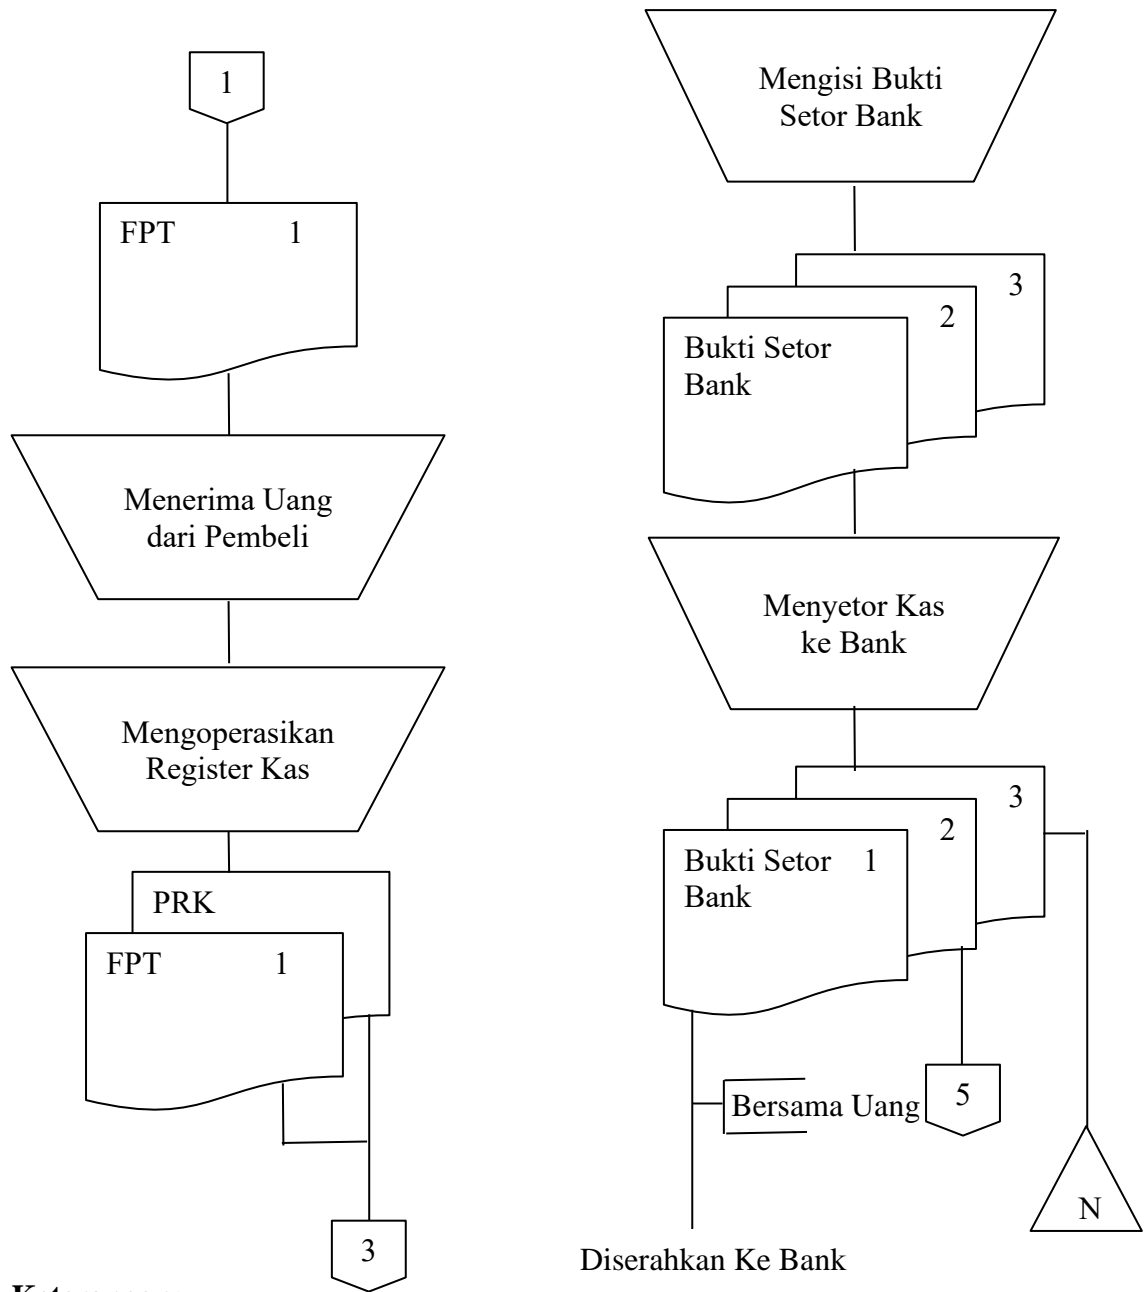 1
FPT 1
Menerima Uang
dari Pembeli
Mengoperasikan
Register Kas
PRK
FPT 1
3
Mengisi Bukti
Setor Bank
3
2
Bukti Setor
Bank
Menyetor Kas
ke Bank
3
2
Bukti Setor 1
Bank
Bersama Uang
5
N
Diserahkan Ke Bank